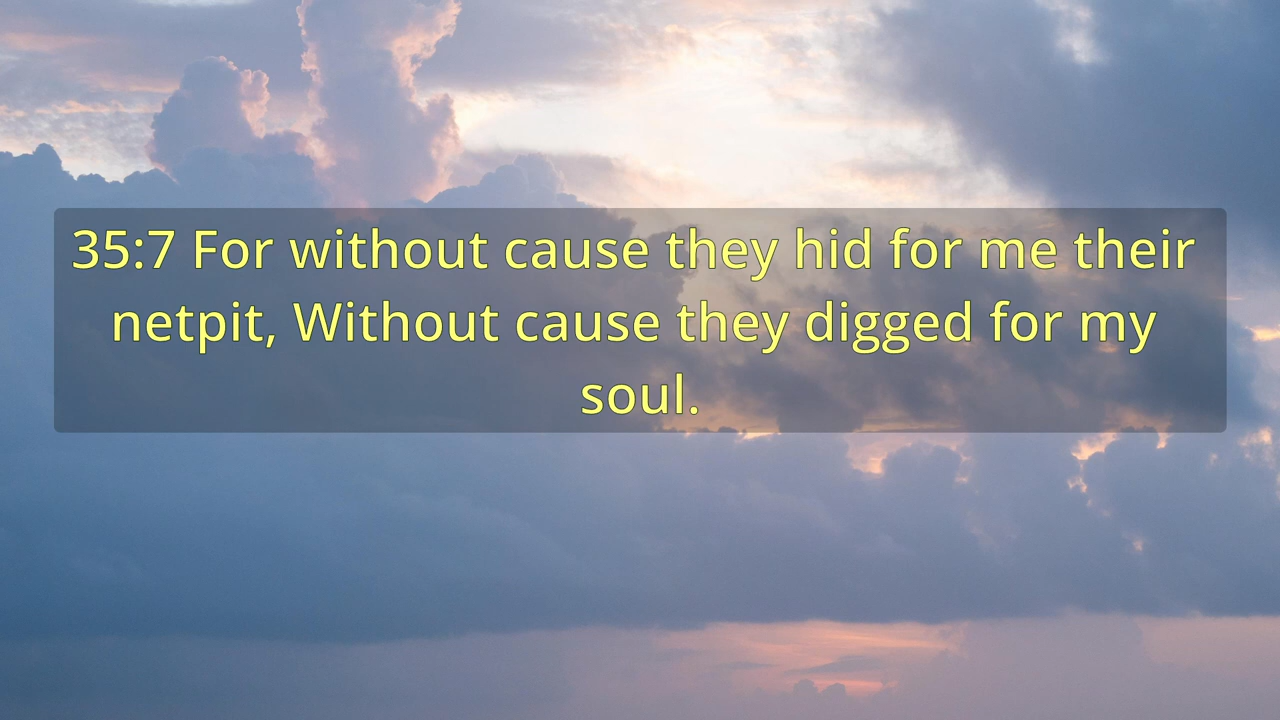 35:7 For without cause they hid for me their
netpit, Without cause they digged for my
soul.